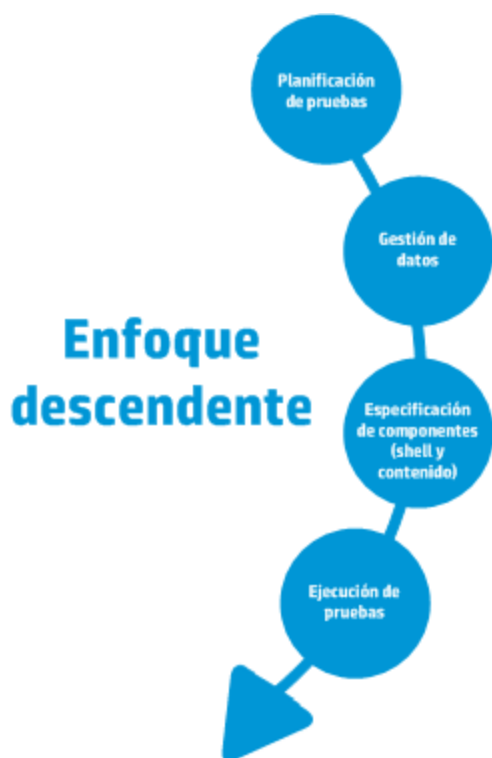 Planificación
de pruebas
Gestión de
datos
Enfoque
descendente
Especificación
de componentes
(shell y
contenido)
Ejecución de
pruebas